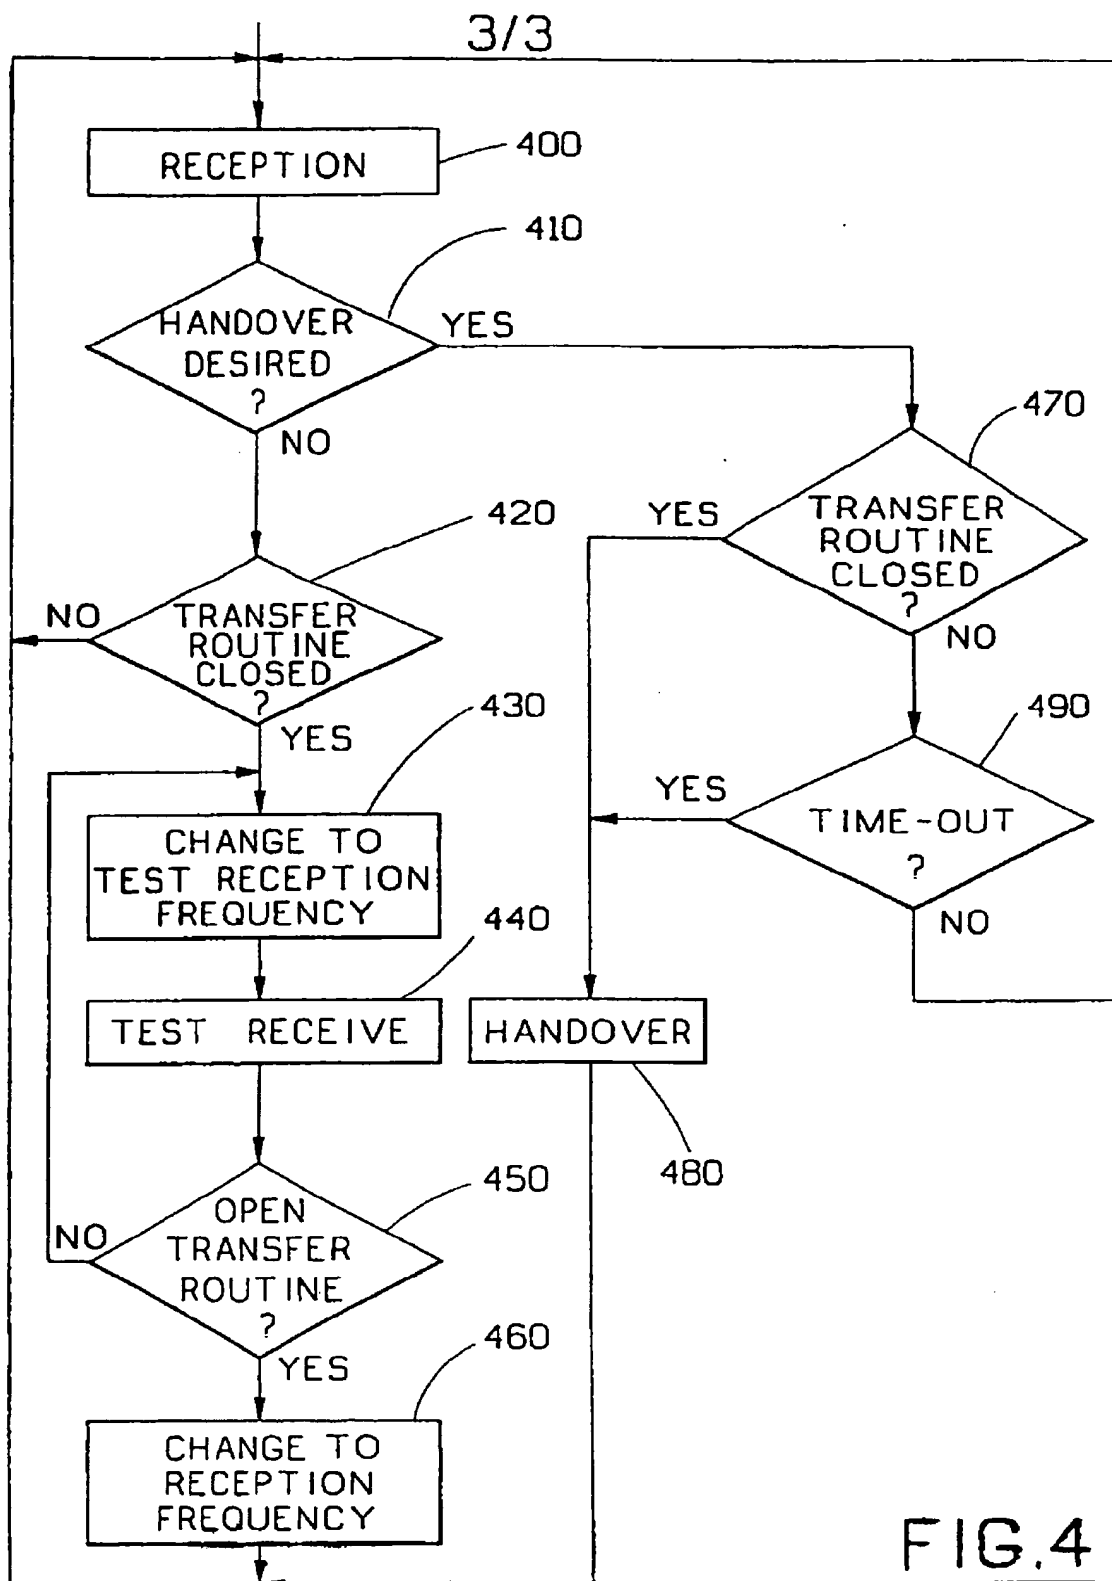 3/3
RECEPTION
400
410
HANDOVER
DESIRED
?
YES
NO
470
TRANSFER
ROUTINE
CLOSED
?
YES
NO
420
TRANSFER
ROUTINE
CLOSED
?
NO
YES
430
490
TIME-OUT
?
YES
NO
CHANGE TO
TEST RECEPTION
FREQUENCY
440
TEST RECEIVE
HANDOVER
480
450
OPEN
TRANSFER
ROUTINE
?
NO
YES
460
CHANGE TO
RECEPTION
FREQUENCY
FIG.4